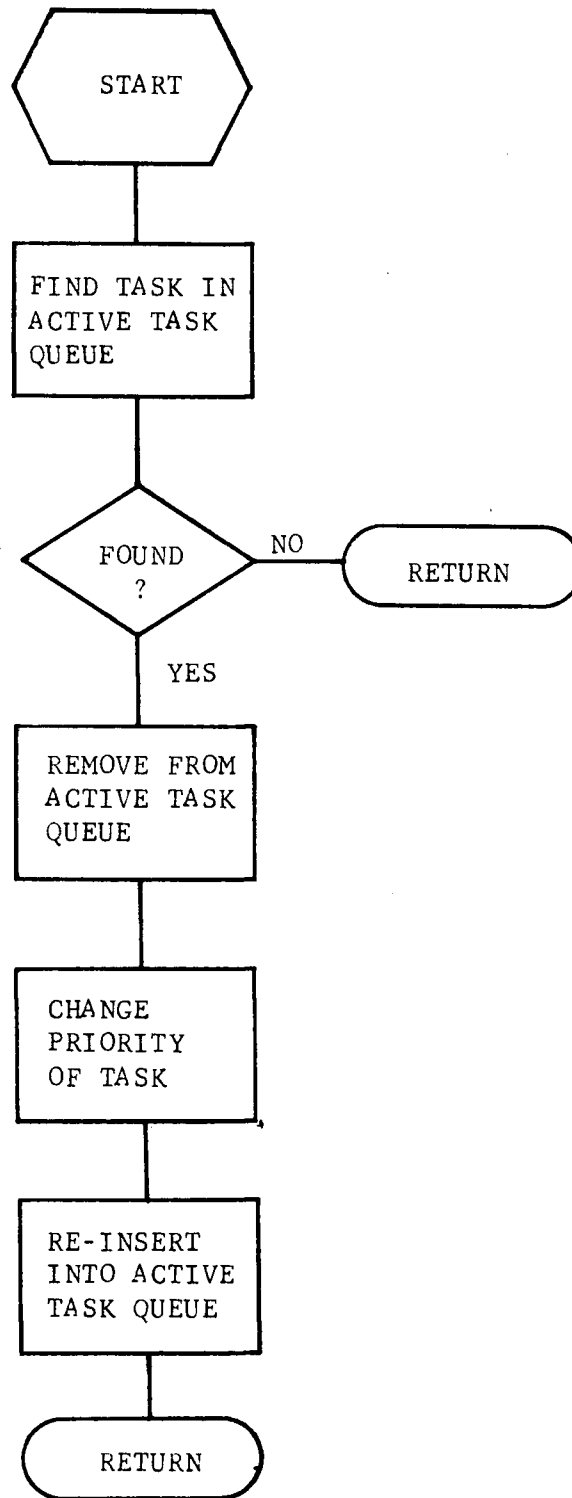 START
FIND TASK IN
ACTIVE TASK
QUEUE
FOUND
?
NO
RETURN
YES
REMOVE FROM
ACTIVE TASK
QUEUE
CHANGE
PRIORITY
OF TASK
RE-INSERT
INTO ACTIVE
TASK QUEUE
RETURN